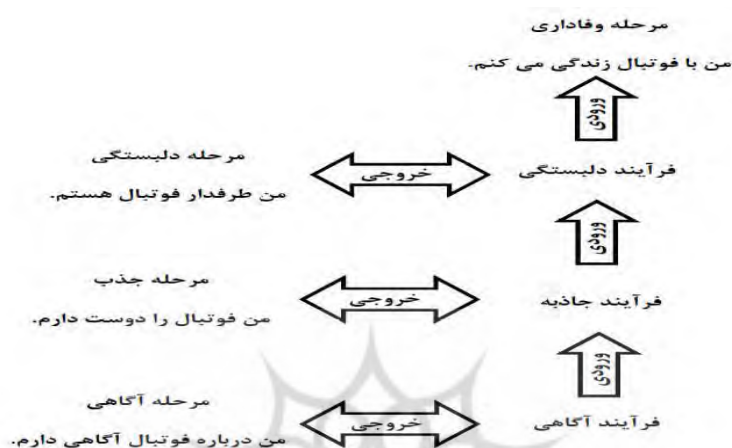 مرحله وفاداری
من با فوتبال زندگی می کنم.
ورودی
فرآیند دلبستگی
خروجی
مرحله دلبستگی
من طرفدار فوتبال هستم.
ورودی
فرآیند جاذبه
خروجی
مرحله جذب
من فوتبال را دوست دارم.
ورودی
فرآیند آگاهی
خروجی
مرحله آگاهی
من درباره فوتبال آگاهی دارم.